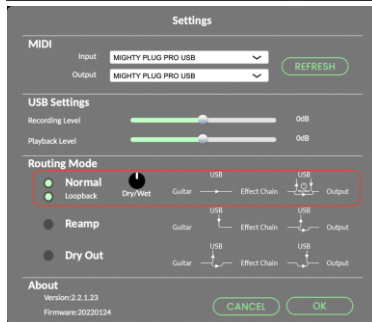 Settings
MIDI
Input MIGHTY PLUG PRO USB
REFRESH
Output MIGHTY PLUG PRO USB
USB Settings
Recording Level 0dB
Playback Level 0dB
Routing Mode
USB USB
Normal
Loopback Dry/Wet Guitar Effect Chain Output
USB USB
Reamp Guitar Effect Chain Output
USB USB
Dry Out Guitar Effect Chain Output
About
Version:2.2.1.23
Firmware:20220124
CANCEL OK